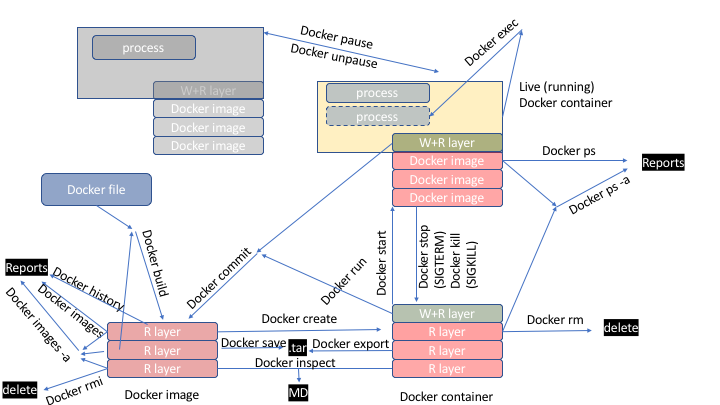 process
Docker pause
Docker unpause
Docker exec
W+R layer
Docker image
Docker image
Docker image
process
process
Live (running)
Docker container
W+R layer
Docker image
Docker image
Docker image
Docker ps
Reports
Docker ps -a
Docker file
Docker build
Docker commit
Docker run
Docker start
Docker stop
(SIGTERM)
Docker kill
(SIGKILL)
Reports
Docker history
Docker images
Docker images -a
R layer
R layer
R layer
Docker create
Docker save
.tar
Docker export
Docker inspect
MD
W+R layer
R layer
R layer
R layer
Docker rm
delete
delete
Docker rmi
Docker image
Docker container